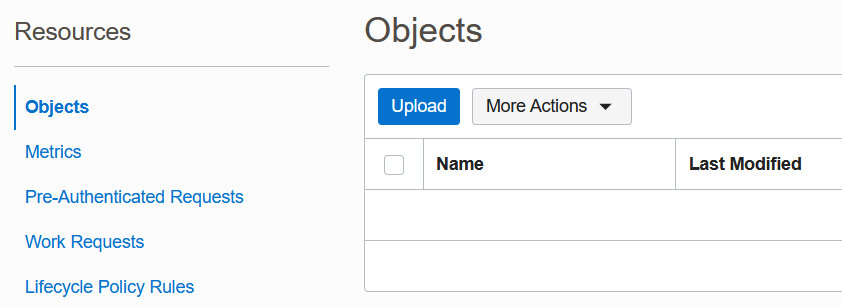 Resources
Objects
Metrics
Pre-Authenticated Requests
Work Requests
Lifecycle Policy Rules
Objects
Upload
More Actions
Name
Last Modified